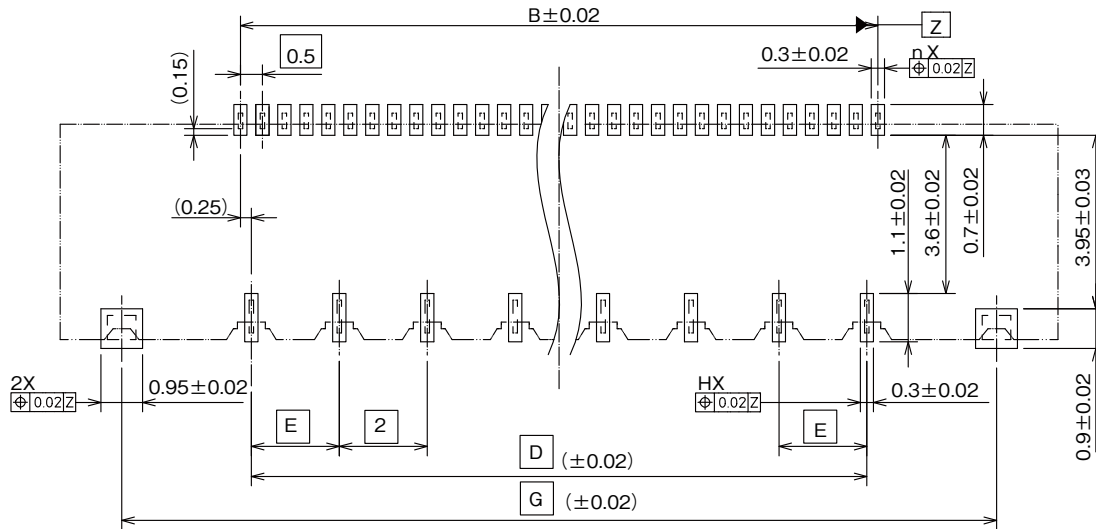 B±0.02
Z
0.5
0.3±0.02
n X
⌖ 0.02 Z
(0.15)
(0.25)
1.1±0.02
3.6±0.02
0.7±0.02
3.95±0.03
2X
⌖ 0.02 Z
0.95±0.02
HX
⌖ 0.02 Z
0.3±0.02
0.9±0.02
E
2
E
D (±0.02)
G (±0.02)